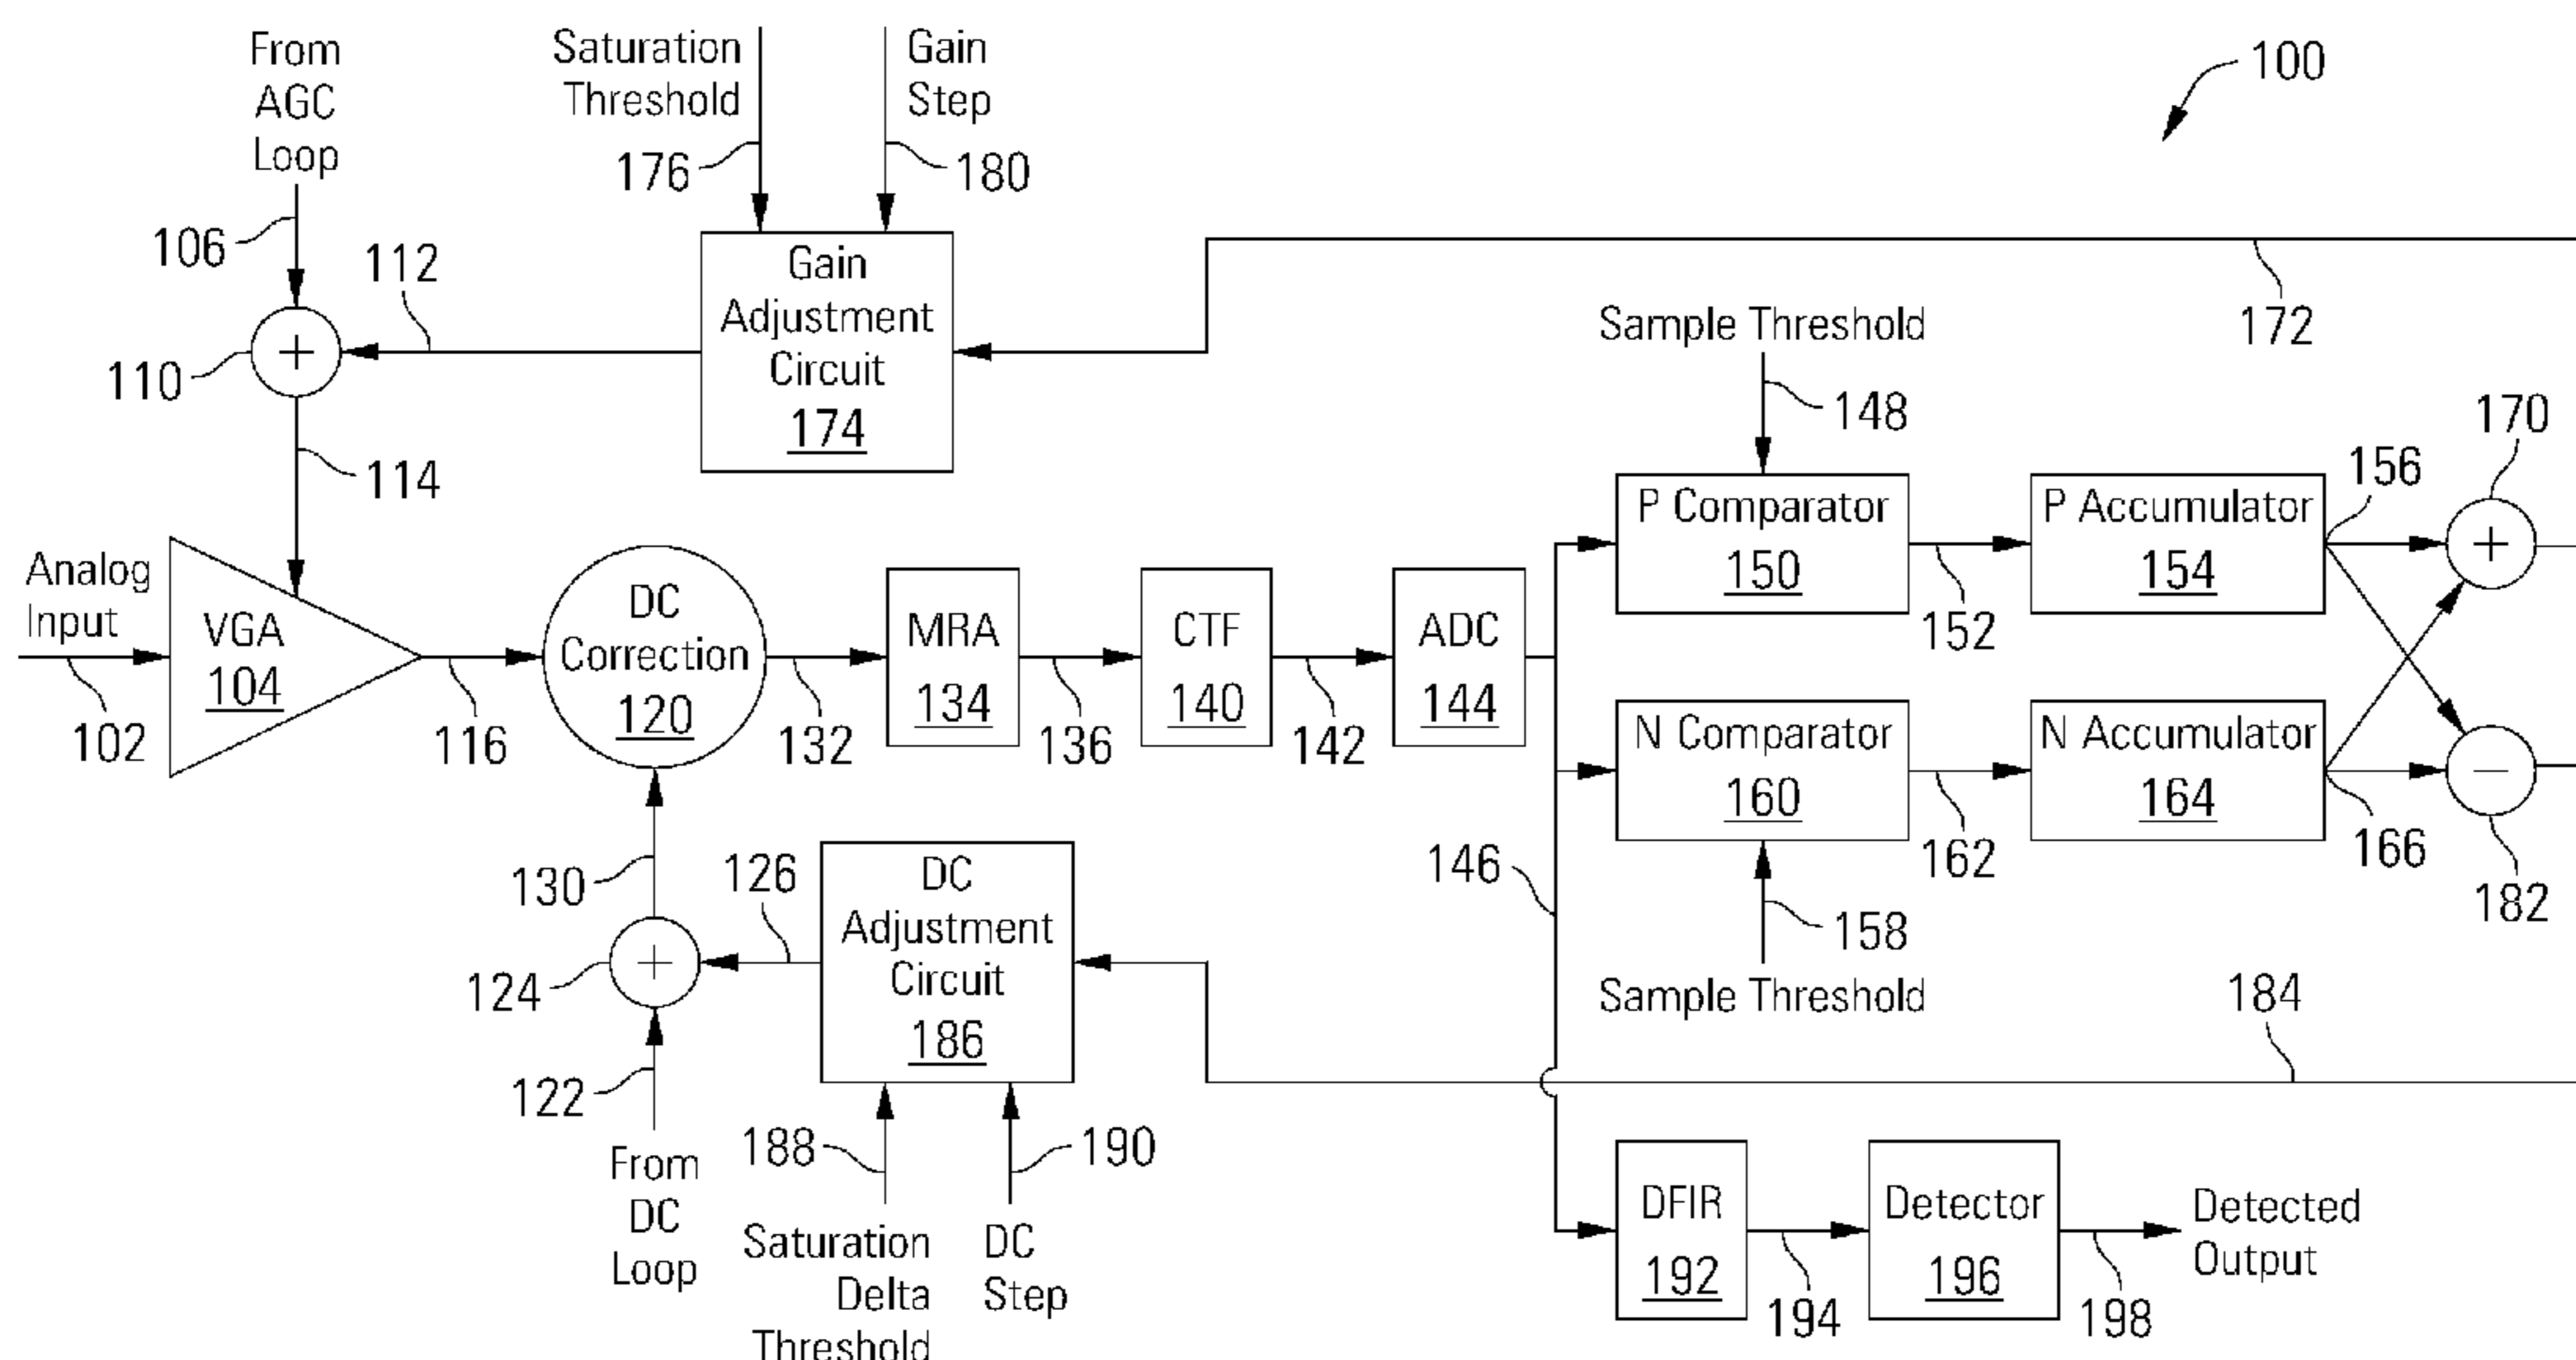 From
AGC
Loop
Saturation
Threshold
Gain
Step
100
106
176
180
112
110
Gain
Adjustment
Circuit
174
172
Sample Threshold
148
114
170
156
Analog
Input
VGA
104
102
116
DC
Correction
120
132
MRA
134
136
CTF
140
142
ADC
144
P Comparator
150
152
P Accumulator
154
+
N Comparator
160
162
N Accumulator
164
166
−
182
158
Sample Threshold
146
130
126
124
+
DC
Adjustment
Circuit
186
184
122
From
DC
Loop
188
Saturation
Delta
Threshold
190
DC
Step
DFIR
192
194
Detector
196
198
Detected
Output
+